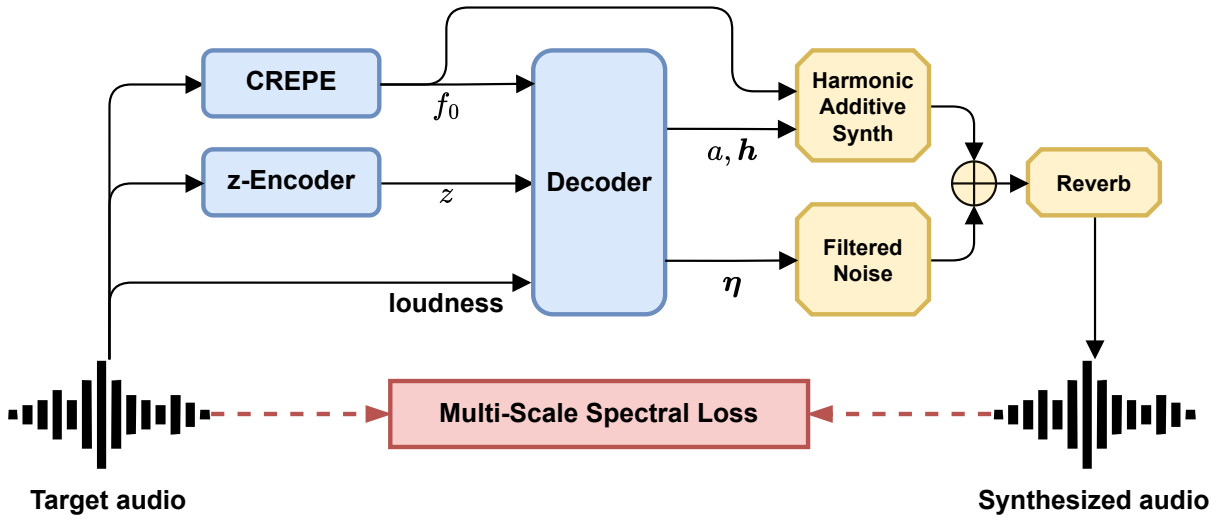 CREPE
f₀
z-Encoder
z
loudness
Decoder
a, h
η
Harmonic
Additive
Synth
Filtered
Noise
Reverb
Multi-Scale Spectral Loss
Target audio
Synthesized audio